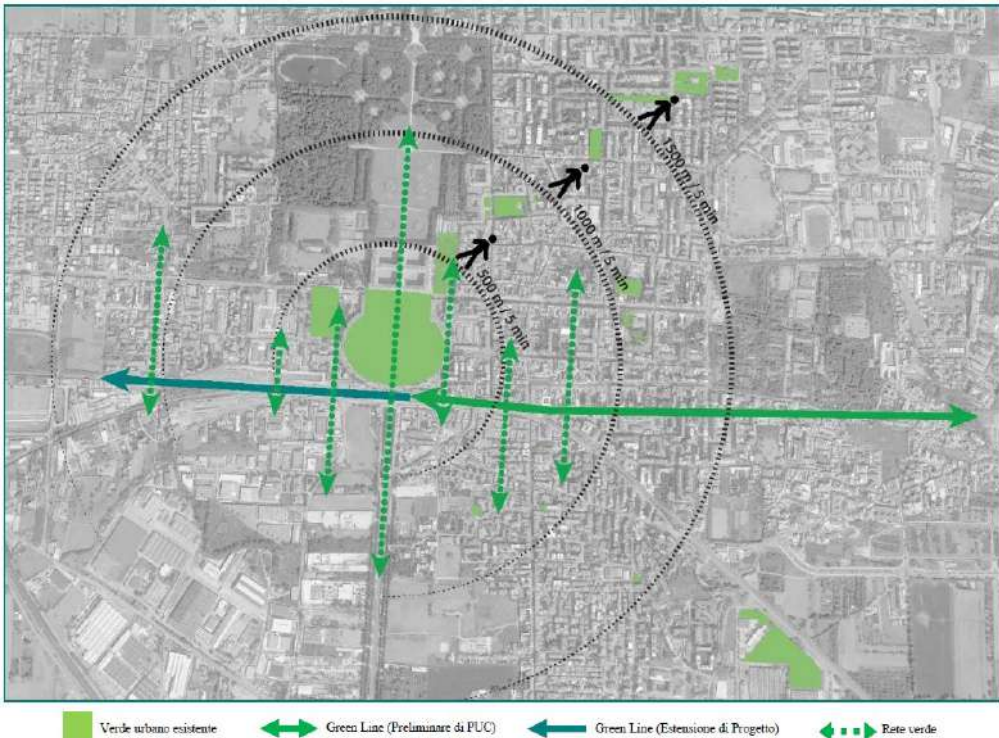 1500 m / 5 min
1000 m / 5 min
500 m / 5 min
Verde urbano esistente
Green Line (Preliminare di PUC)
Green Line (Estensione di Progetto)
Rete verde